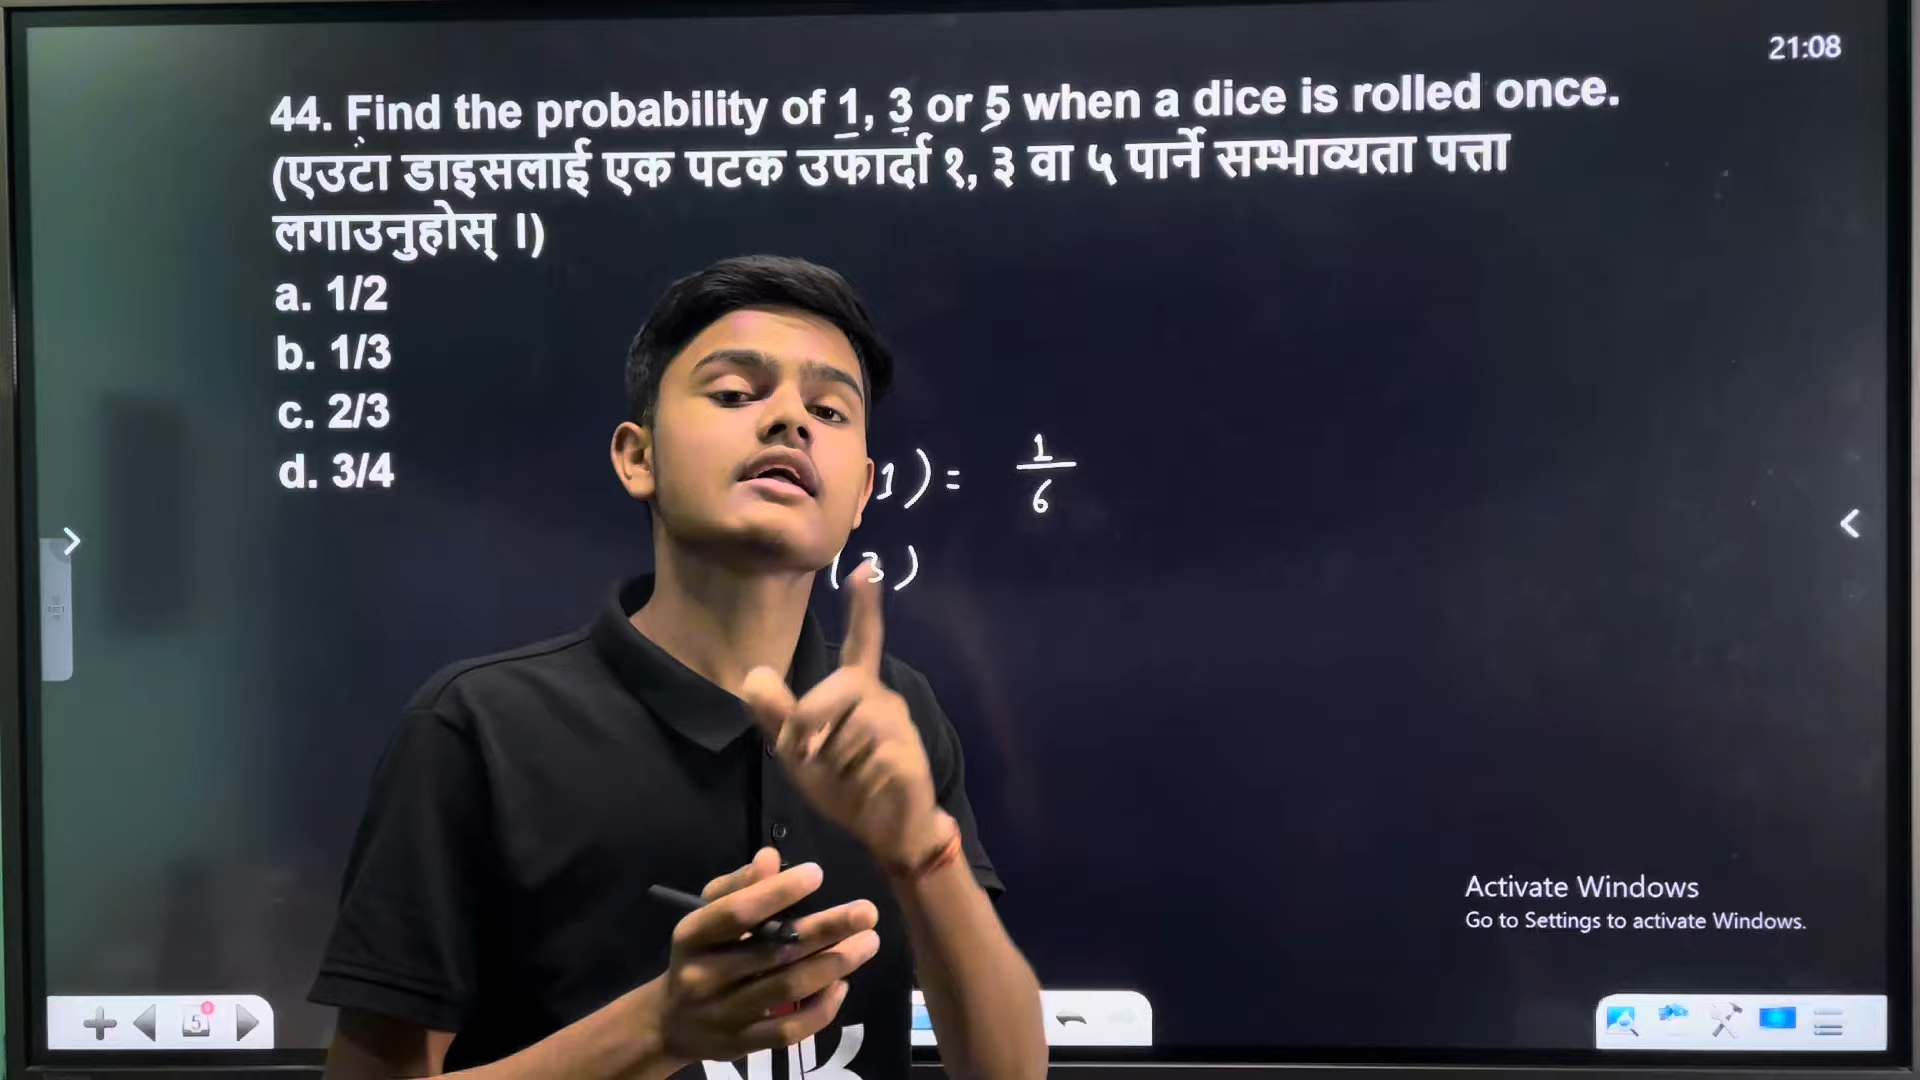 21:08
44. Find the probability of 1, 3 or 5 when a dice is rolled once.
(एउटा डाइसलाई एक पटक उफार्दा १, ३ वा ५ पार्ने सम्भाव्यता पत्ता
लगाउनुहोस् ।)
a. 1/2
b. 1/3
c. 2/3
d. 3/4
1) = 1/6
(3)
Activate Windows
Go to Settings to activate Windows.
5